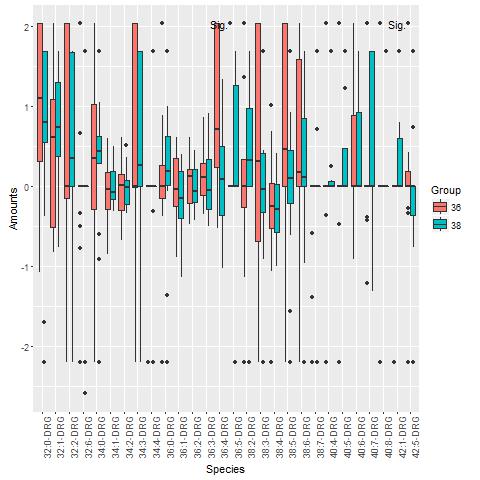 Sig.
Sig.
2
1
0
-1
-2
Amounts
32:0-DRG
32:1-DRG
32:2-DRG
32:6-DRG
34:0-DRG
34:1-DRG
34:2-DRG
34:3-DRG
34:4-DRG
36:0-DRG
36:1-DRG
36:2-DRG
36:3-DRG
36:4-DRG
36:5-DRG
38:2-DRG
38:3-DRG
38:4-DRG
38:5-DRG
38:6-DRG
38:7-DRG
40:4-DRG
40:5-DRG
40:6-DRG
40:7-DRG
40:8-DRG
42:1-DRG
42:5-DRG
Species
Group
36
38